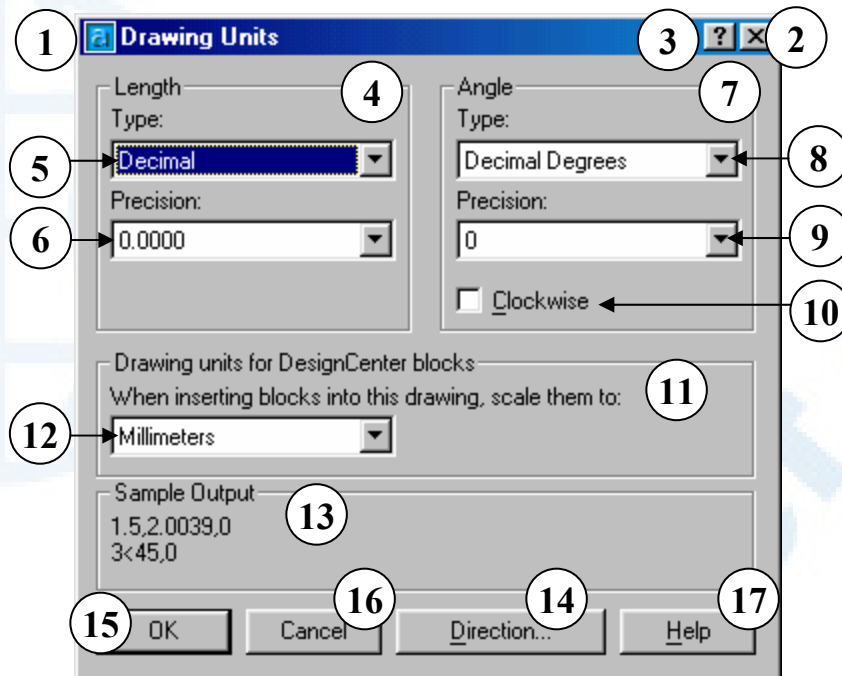 1 Drawing Units 3 ? × 2
Length 4 Angle 7
Type: Type:
5 Decimal Decimal Degrees 8
Precision: Precision:
6 0.0000 0 9
Clockwise 10
Drawing units for DesignCenter blocks
When inserting blocks into this drawing, scale them to: 11
12 Millimeters
Sample Output 13
1.5,2.0039,0
3<45,0
15 OK Cancel 16 Direction... 14 Help 17